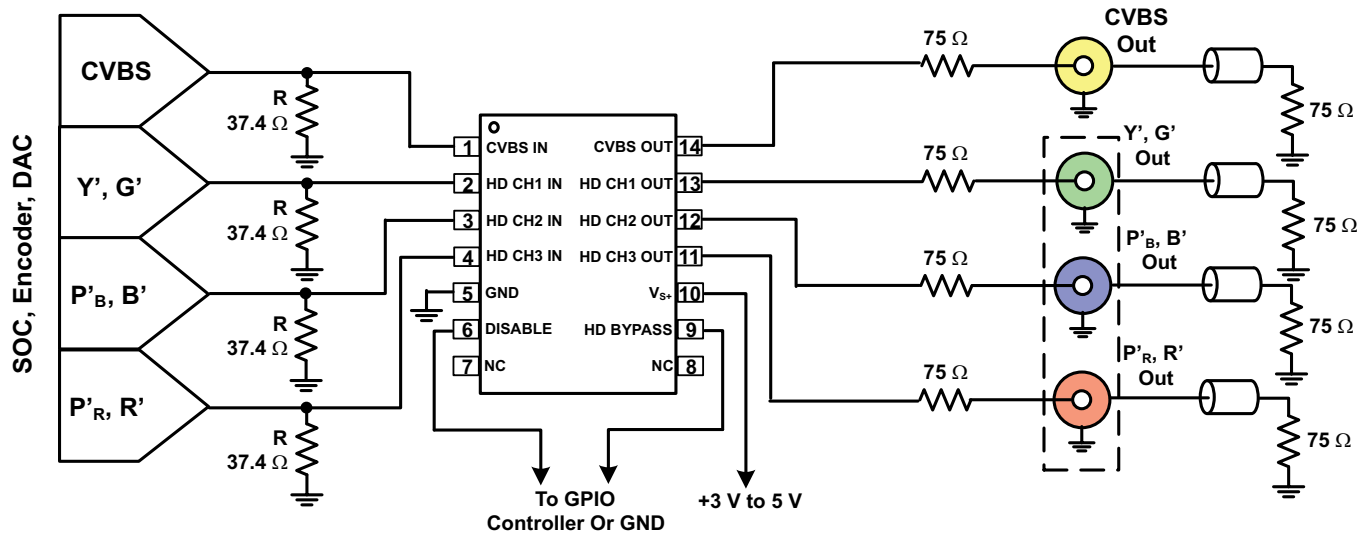 SOC, Encoder, DAC
CVBS
Y’, G’
P’B, B’
P’R, R’
R
37.4 Ω
R
37.4 Ω
R
37.4 Ω
R
37.4 Ω
1 CVBS IN
2 HD CH1 IN
3 HD CH2 IN
4 HD CH3 IN
5 GND
6 DISABLE
7 NC
CVBS OUT 14
HD CH1 OUT 13
HD CH2 OUT 12
HD CH3 OUT 11
VS+ 10
HD BYPASS 9
NC 8
To GPIO
Controller Or GND
+3 V to 5 V
75 Ω
75 Ω
75 Ω
75 Ω
CVBS
Out
Y’, G’
Out
P’B, B’
Out
P’R, R’
Out
75 Ω
75 Ω
75 Ω
75 Ω